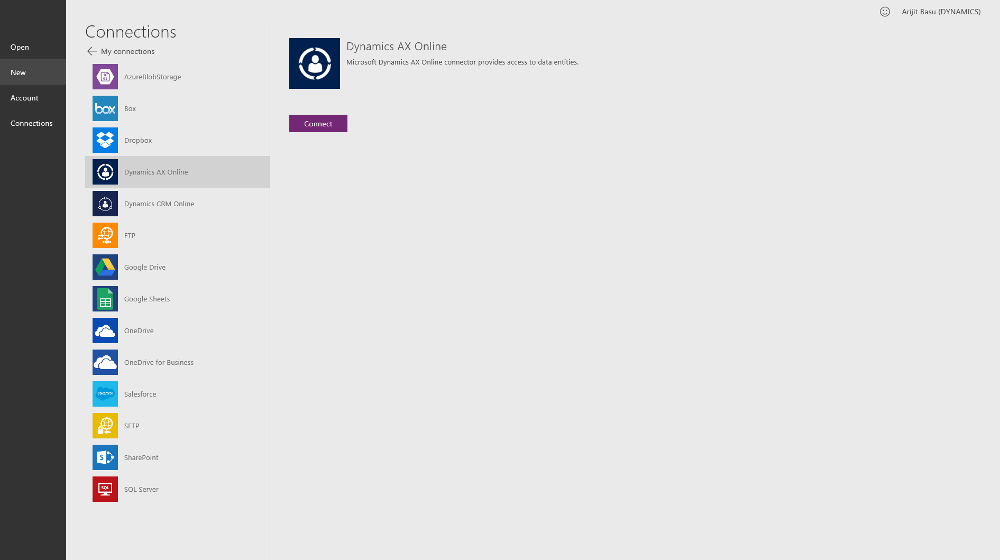 Arijit Basu (DYNAMICS)
Open
New
Account
Connections
Connections
My connections
10
01
AzureBlobStorage
box
Box
Dropbox
Dynamics AX Online
Dynamics CRM Online
FTP
Google Drive
Google Sheets
OneDrive
OneDrive for Business
salesforce
Salesforce
SFTP
S
SharePoint
SQL
SQL Server
Dynamics AX Online
Microsoft Dynamics AX Online connector provides access to data entities.
Connect